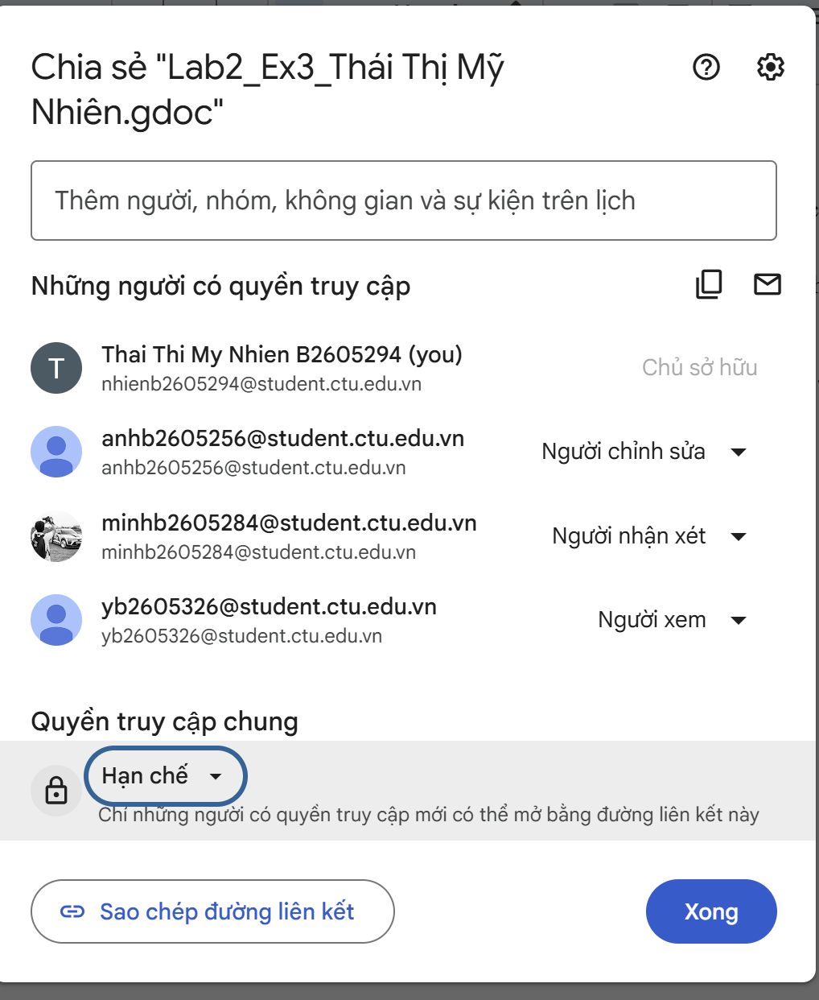 Chia sẻ "Lab2_Ex3_Thái Thị Mỹ
Nhiên.gdoc"
Thêm người, nhóm, không gian và sự kiện trên lịch
Những người có quyền truy cập
T
Thai Thi My Nhien B2605294 (you)
nhienb2605294@student.ctu.edu.vn
Chủ sở hữu
anhb2605256@student.ctu.edu.vn
anhb2605256@student.ctu.edu.vn
Người chỉnh sửa
minhb2605284@student.ctu.edu.vn
minhb2605284@student.ctu.edu.vn
Người nhận xét
yb2605326@student.ctu.edu.vn
yb2605326@student.ctu.edu.vn
Người xem
Quyền truy cập chung
Hạn chế
Chỉ những người có quyền truy cập mới có thể mở bằng đường liên kết này
Sao chép đường liên kết
Xong